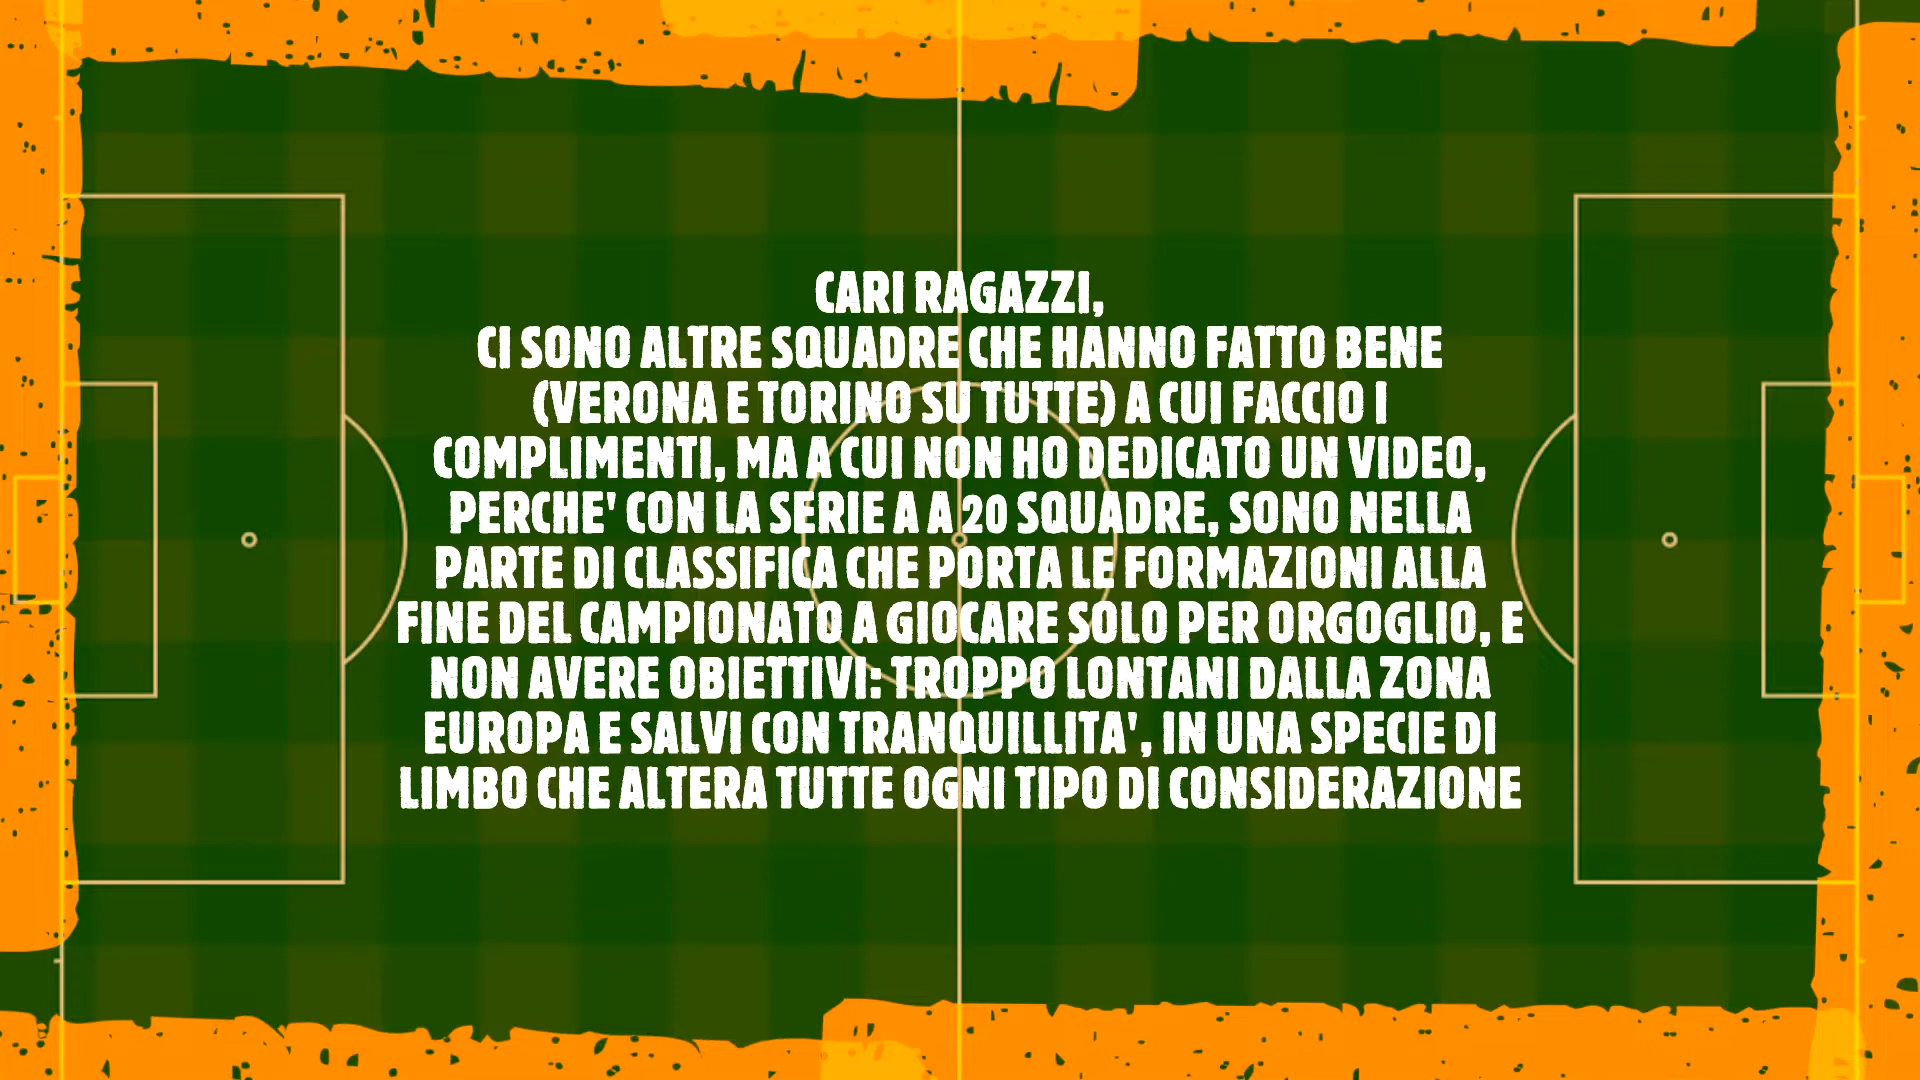 CARI RAGAZZI,
CI SONO ALTRE SQUADRE CHE HANNO FATTO BENE
(VERONA E TORINO SU TUTTE) A CUI FACCIO I
COMPLIMENTI, MA A CUI NON HO DEDICATO UN VIDEO,
PERCHE' CON LA SERIE A A 20 SQUADRE, SONO NELLA
PARTE DI CLASSIFICA CHE PORTA LE FORMAZIONI ALLA
FINE DEL CAMPIONATO A GIOCARE SOLO PER ORGOGLIO, E
NON AVERE OBIETTIVI: TROPPO LONTANI DALLA ZONA
EUROPA E SALVI CON TRANQUILLITA', IN UNA SPECIE DI
LIMBO CHE ALTERA TUTTE OGNI TIPO DI CONSIDERAZIONE